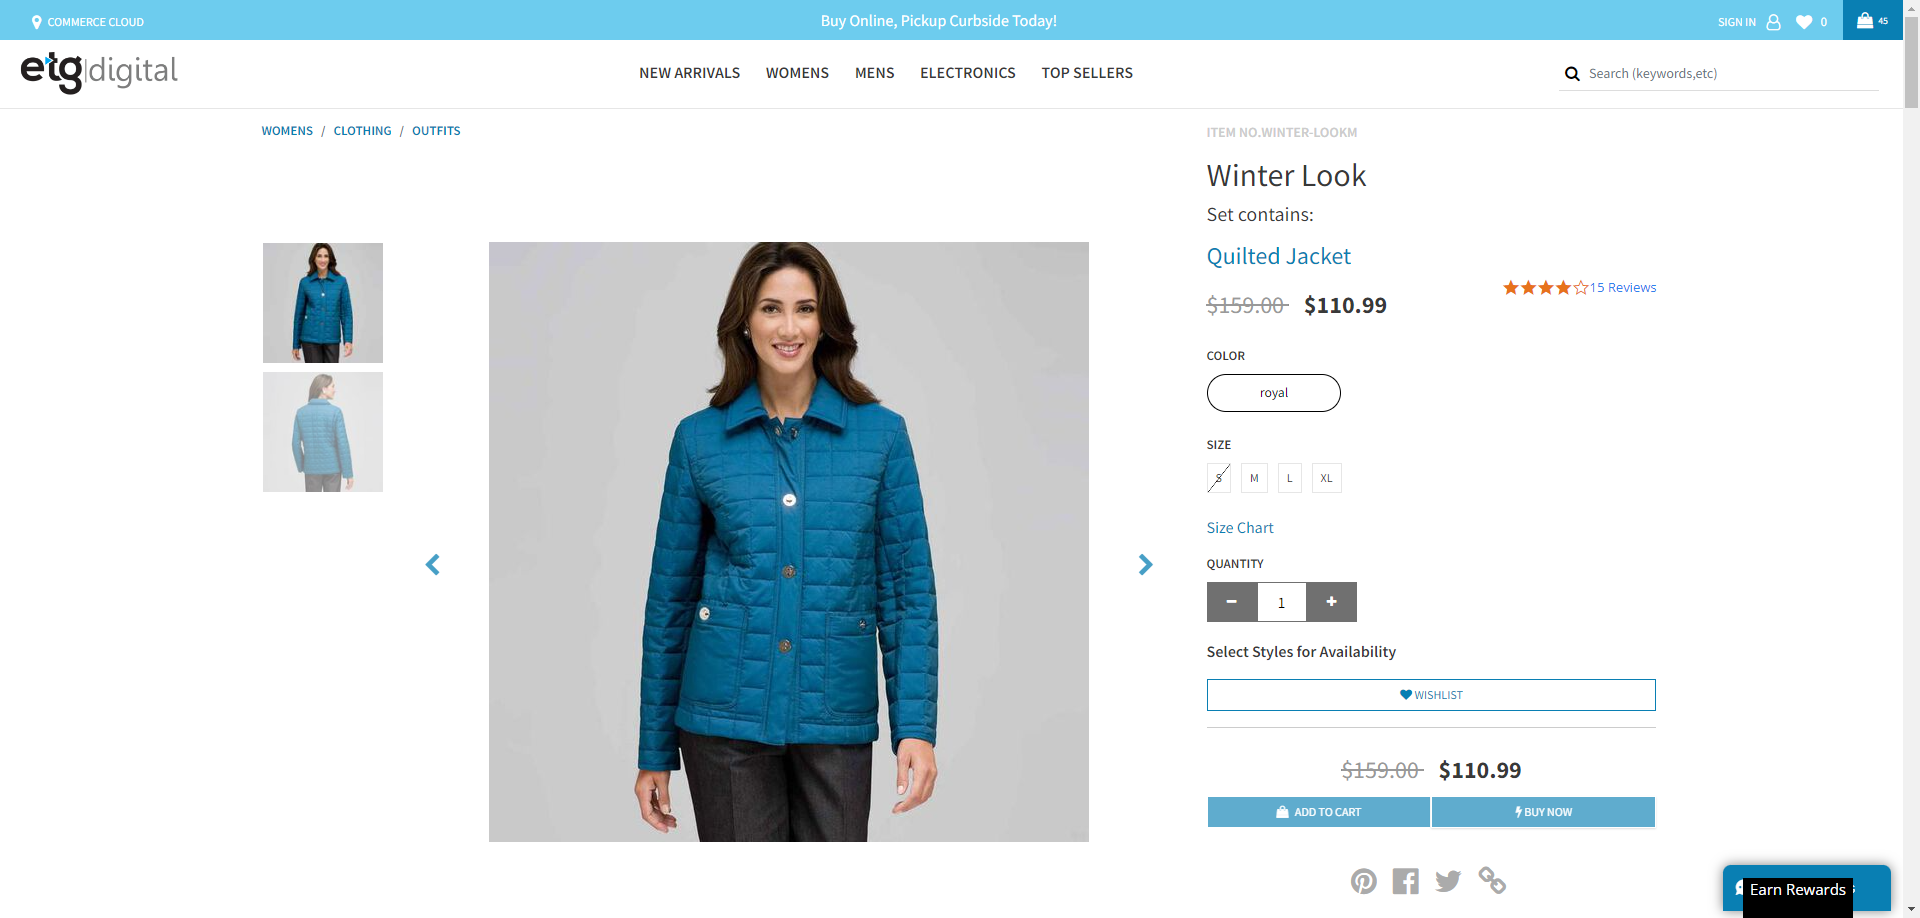 COMMERCE CLOUD
Buy Online, Pickup Curbside Today!
SIGN IN
0
45
etg|digital
NEW ARRIVALS
WOMENS
MENS
ELECTRONICS
TOP SELLERS
Search (keywords,etc)
WOMENS / CLOTHING / OUTFITS
ITEM NO.WINTER-LOOKM
Winter Look
Set contains:
Quilted Jacket
15 Reviews
$159.00 $110.99
COLOR
royal
SIZE
S M L XL
Size Chart
QUANTITY
− 1 +
Select Styles for Availability
WISHLIST
$159.00 $110.99
ADD TO CART
BUY NOW
Earn Rewards